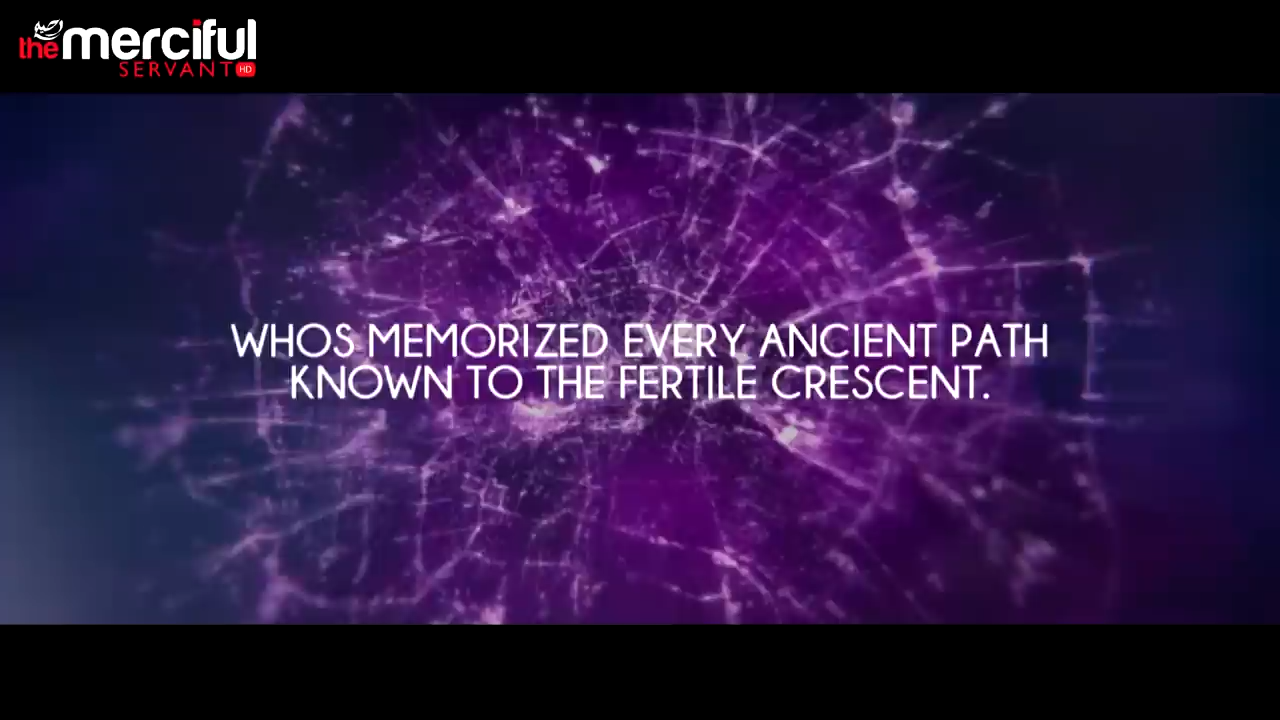 the merciful
SERVANT HD
WHOS MEMORIZED EVERY ANCIENT PATH
KNOWN TO THE FERTILE CRESCENT.